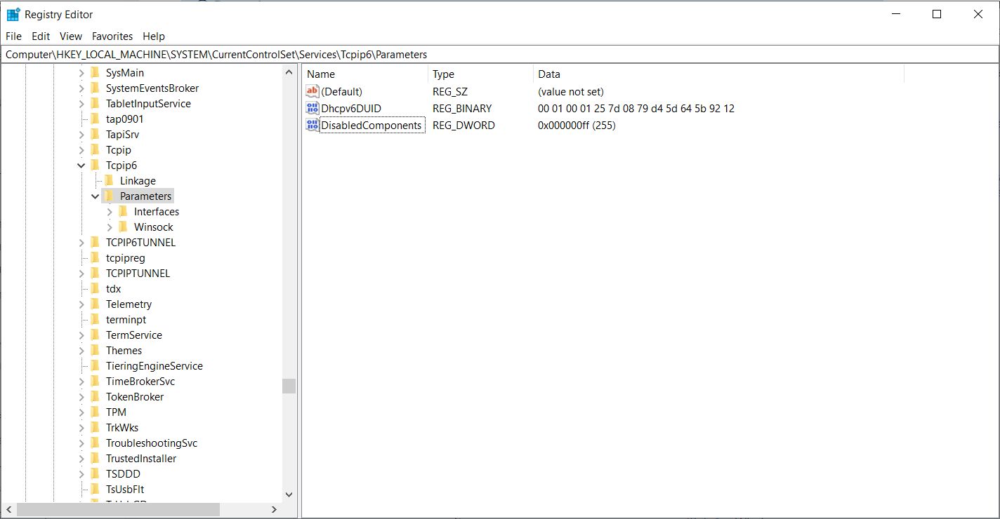 Registry Editor
File Edit View Favorites Help
Computer\HKEY_LOCAL_MACHINE\SYSTEM\CurrentControlSet\Services\Tcpip6\Parameters
SysMain
SystemEventsBroker
TabletInputService
tap0901
TapiSrv
Tcpip
Tcpip6
Linkage
Parameters
Interfaces
Winsock
TCPIP6TUNNEL
tcpipreg
TCPIPTUNNEL
tdx
Telemetry
terminpt
TermService
Themes
TieringEngineService
TimeBrokerSvc
TokenBroker
TPM
TrkWks
TroubleshootingSvc
TrustedInstaller
TSDDD
TsUsbFlt
Name Type Data
(Default) REG_SZ (value not set)
Dhcpv6DUID REG_BINARY 00 01 00 01 25 7d 08 79 d4 5d 64 5b 92 12
DisabledComponents REG_DWORD 0x000000ff (255)